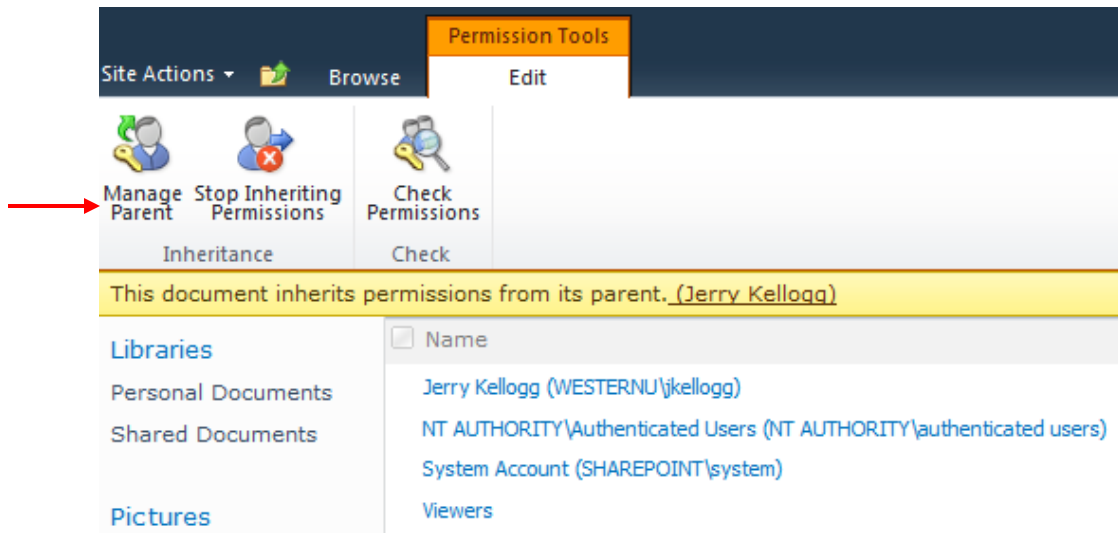 Permission Tools
Site Actions Browse Edit
Manage Parent
Stop Inheriting Permissions
Check Permissions
Inheritance
Check
This document inherits permissions from its parent. (Jerry Kellogg)
Libraries
Personal Documents
Shared Documents
Pictures
Name
Jerry Kellogg (WESTERNU\jkellogg)
NT AUTHORITY\Authenticated Users (NT AUTHORITY\authenticated users)
System Account (SHAREPOINT\system)
Viewers